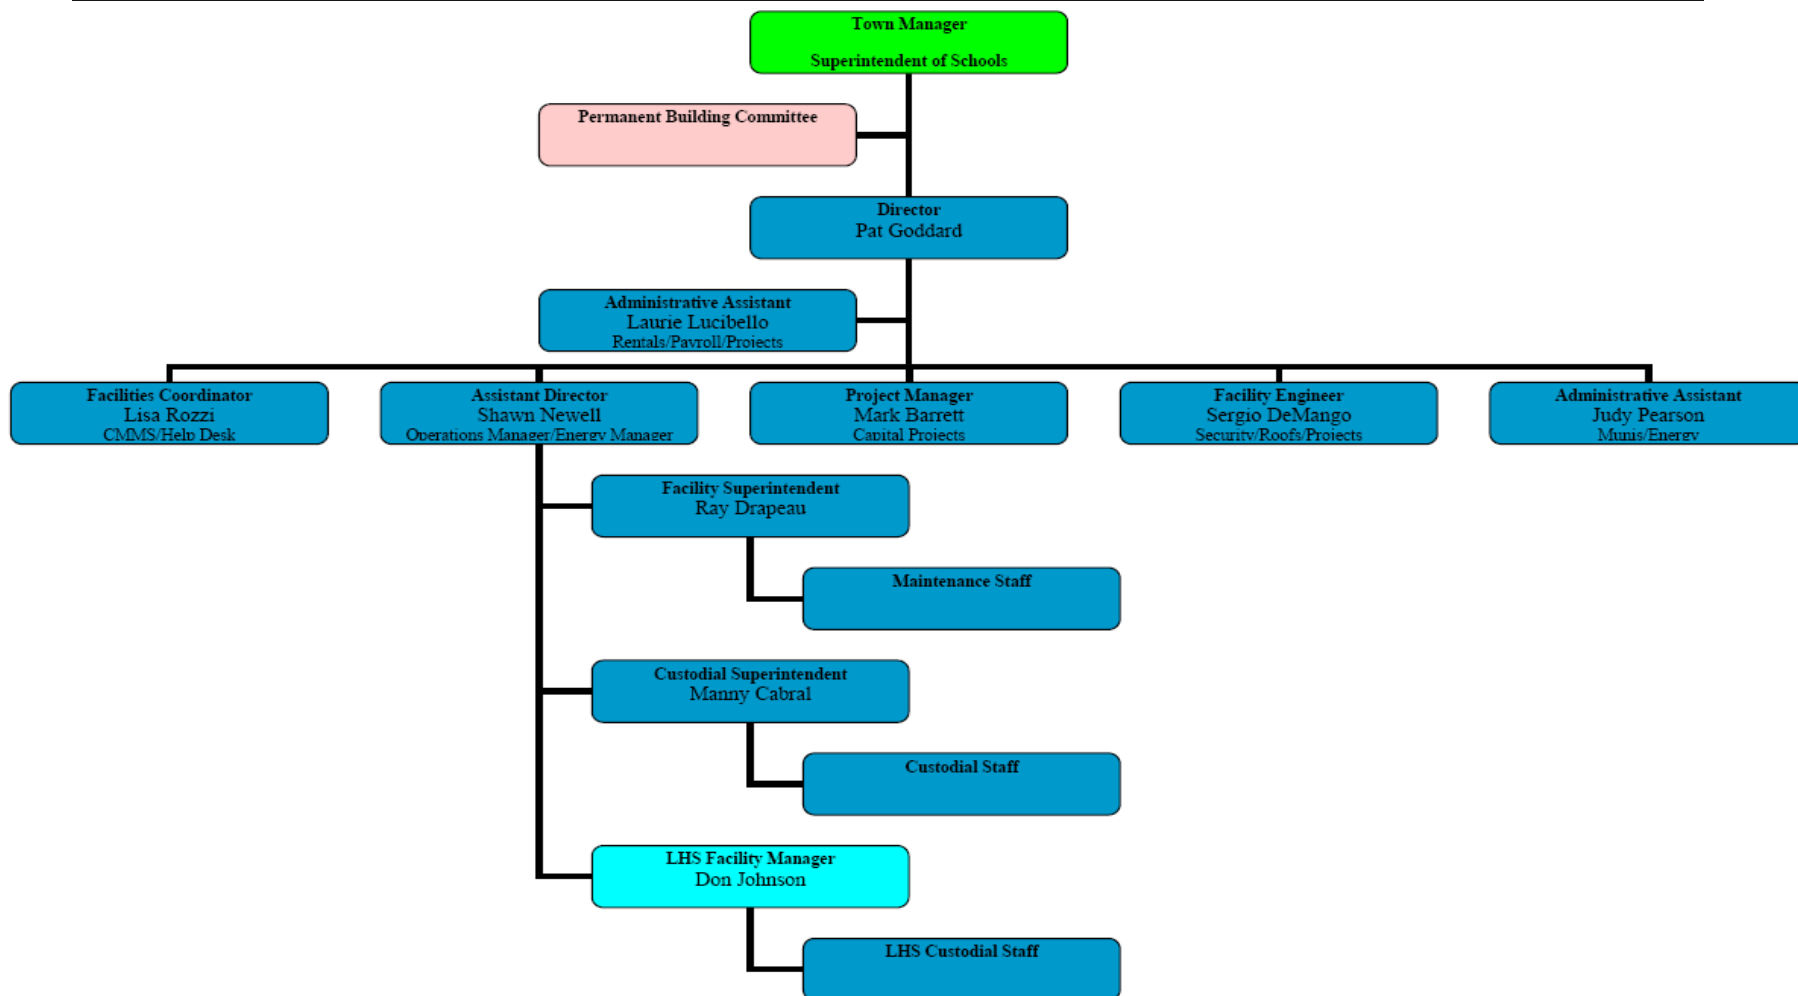 Town Manager
Superintendent of Schools
Permanent Building Committee
Director
Pat Goddard
Administrative Assistant
Laurie Lucibello
Rentals/Payroll/Projects
Facilities Coordinator
Lisa Rozzi
CMMS/Help Desk
Assistant Director
Shawn Newell
Operations Manager/Energy Manager
Project Manager
Mark Barrett
Capital Projects
Facility Engineer
Sergio DeMango
Security/Roofs/Projects
Administrative Assistant
Judy Pearson
Munis/Energy
Facility Superintendent
Ray Drapeau
Maintenance Staff
Custodial Superintendent
Manny Cabral
Custodial Staff
LHS Facility Manager
Don Johnson
LHS Custodial Staff